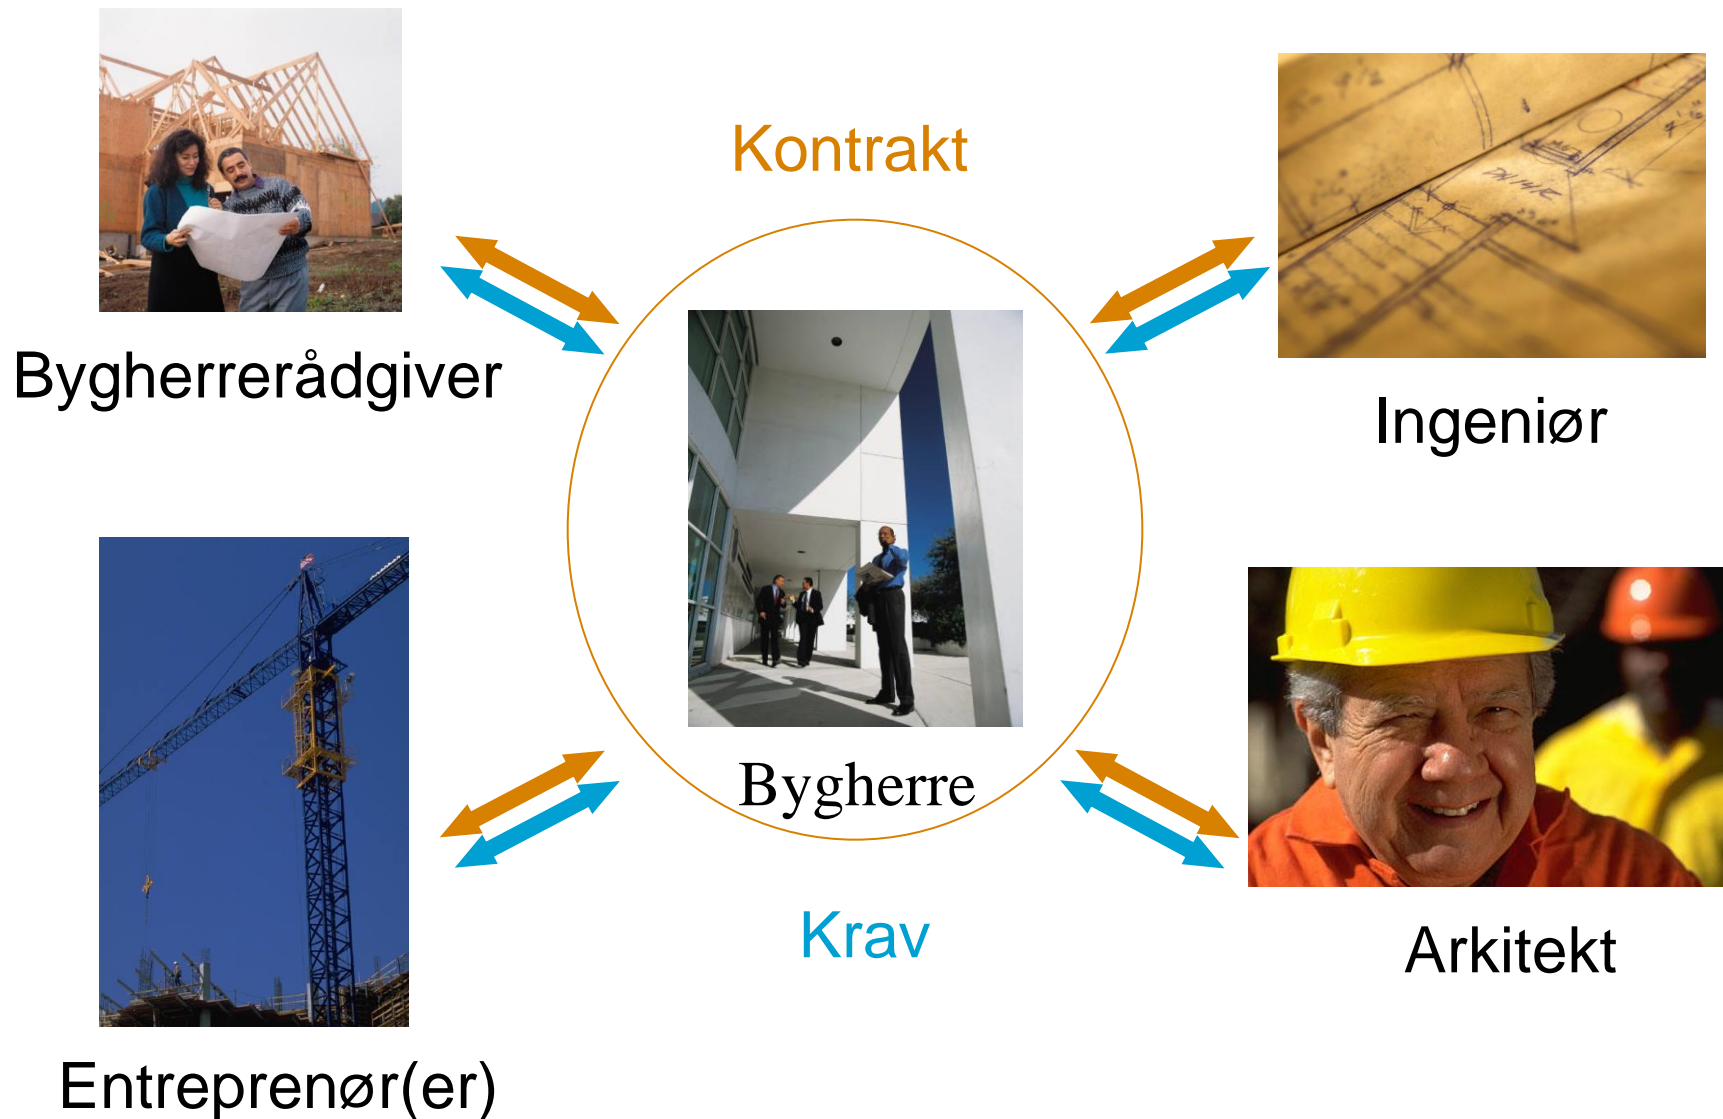 Kontrakt
Bygherrerådgiver
Ingeniør
Bygherre
Krav
Arkitekt
Entreprenør(er)